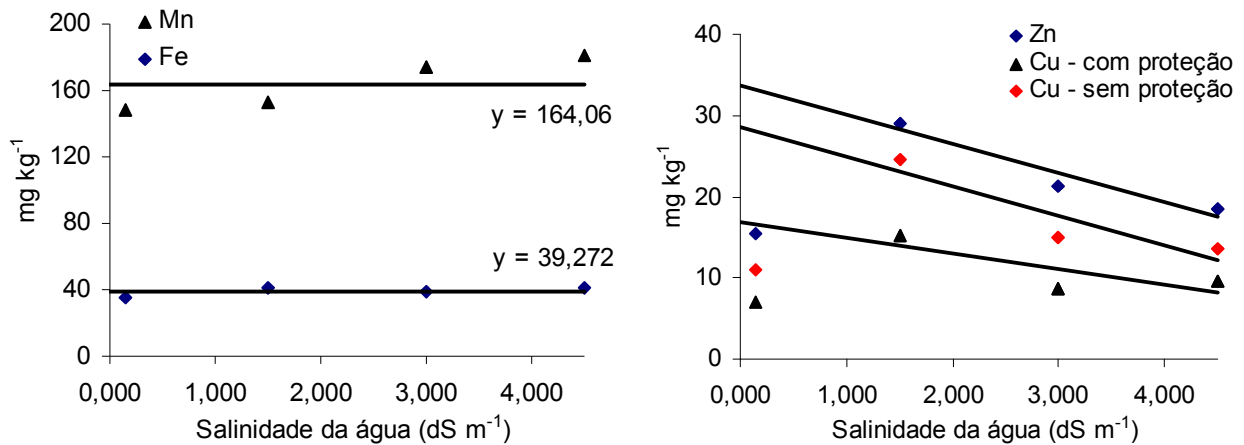 Mn
Fe
200
160
120
80
40
0
mg kg⁻¹
y = 164,06
y = 39,272
0,000 1,000 2,000 3,000 4,000
Salinidade da água (dS m⁻¹)
Zn
Cu - com proteção
Cu - sem proteção
40
30
20
10
0
mg kg⁻¹
0,000 1,000 2,000 3,000 4,000
Salinidade da água (dS m⁻¹)